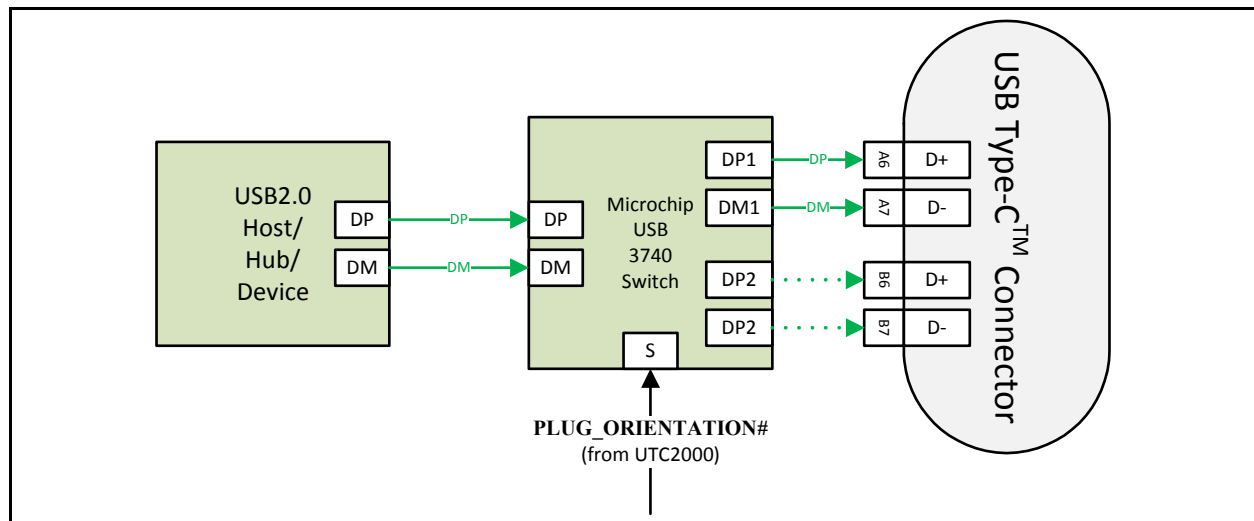 USB2.0
Host/
Hub/
Device
DP
DM
DP
DM
DP
DM
Microchip
USB
3740
Switch
DP1
DM1
DP2
DP2
S
DP
DM
A6
D+
A7
D-
B6
D+
B7
D-
USB Type-C™ Connector
PLUG_ORIENTATION#
(from UTC2000)